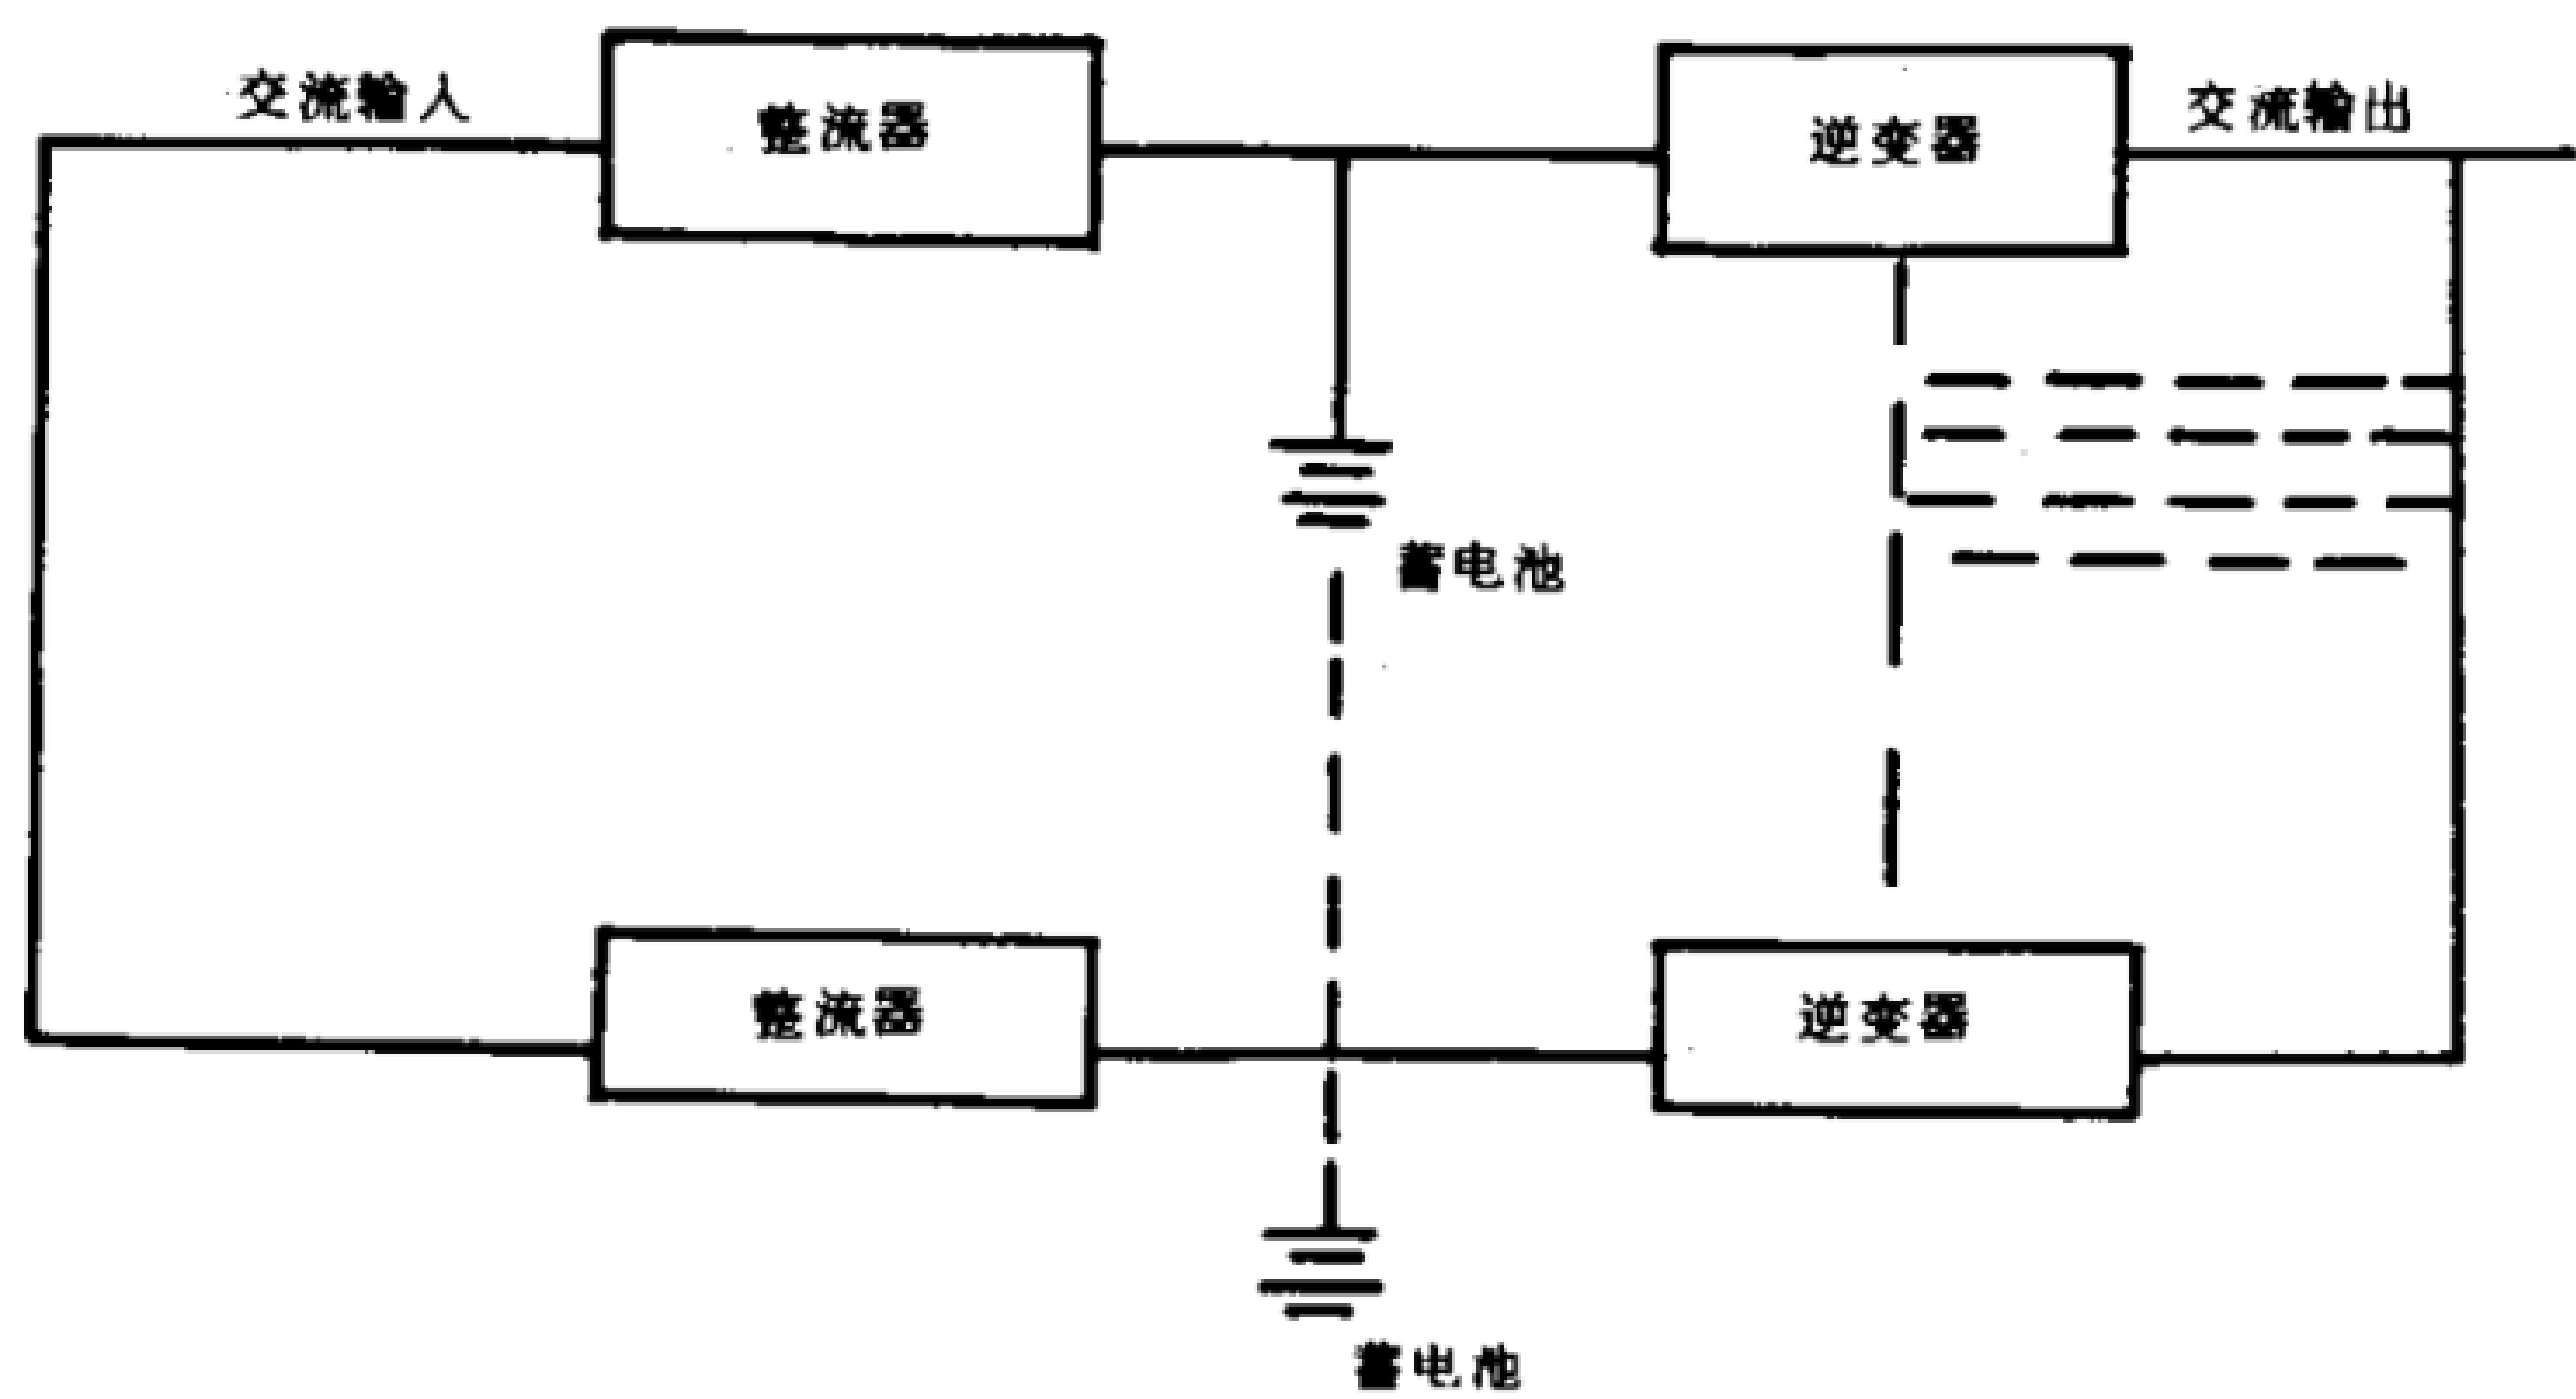 交流输入
整流器
逆变器
交流输出
蓄电池
整流器
逆变器
蓄电池